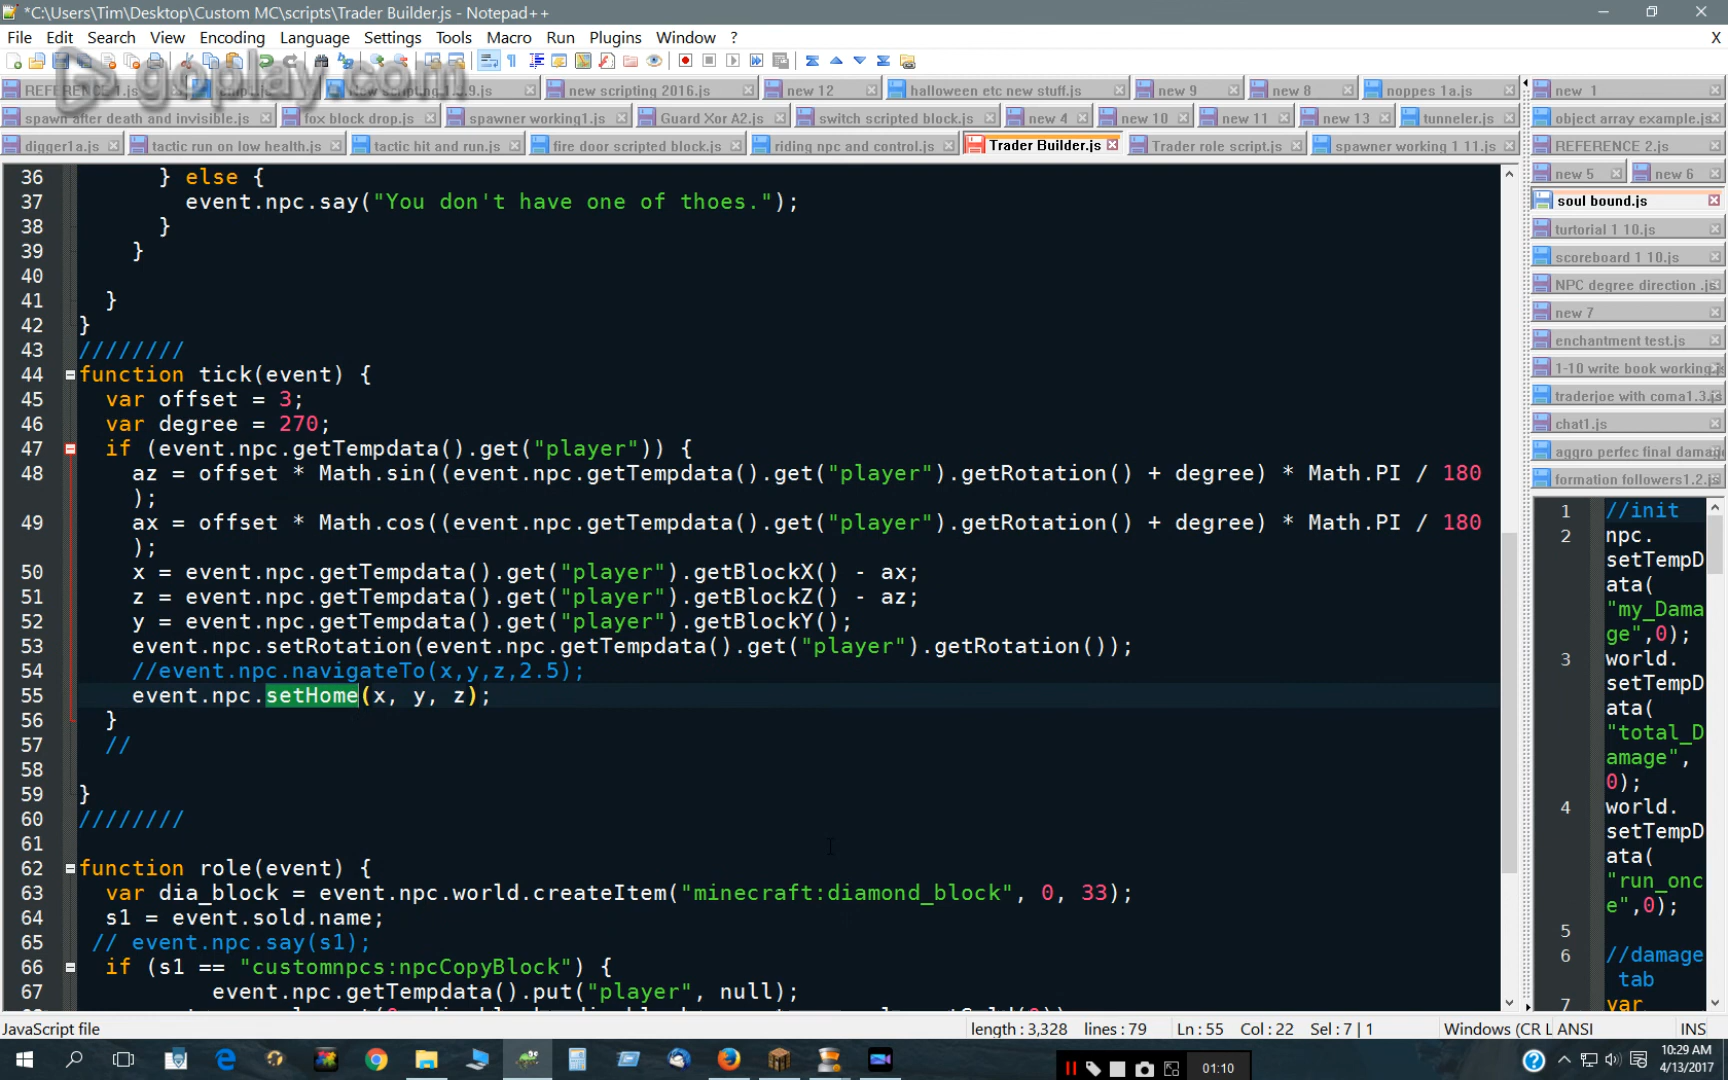 *C:\Users\Tim\Desktop\Custom MC\scripts\Trader Builder.js - Notepad++
File Edit Search View Encoding Language Settings Tools Macro Run Plugins Window ? X
goplay.com
REFERENCE 1.js new scripting 2016.js new 12 halloween etc new stuff.js new 9 new 8 noppes 1a.js new 1
spawn after death and invisible.js fox block drop.js spawner working1.js Guard Xor A2.js switch scripted block.js new 4 new 10 new 11 new 13 tunneler.js object array example.js
digger1a.js tactic run on low health.js tactic hit and run.js fire door scripted block.js riding npc and control.js Trader Builder.js Trader role script.js spawner working 1 11.js REFERENCE 2.js
new 5 new 6
soul bound.js
turtorial 1 10.js
scoreboard 1 10.js
NPC degree direction .js
new 7
enchantment test.js
1-10 write book working
traderjoe with coma1.3.js
chat1.js
aggro perfec final damag
formation followers1.2.js
36 } else {
37 event.npc.say("You don't have one of thoes.");
38 }
39 }
40
41 }
42 }
43 ////////
44 function tick(event) {
45 var offset = 3;
46 var degree = 270;
47 if (event.npc.getTempdata().get("player")) {
48 az = offset * Math.sin((event.npc.getTempdata().get("player").getRotation() + degree) * Math.PI / 180
);
49 ax = offset * Math.cos((event.npc.getTempdata().get("player").getRotation() + degree) * Math.PI / 180
);
50 x = event.npc.getTempdata().get("player").getBlockX() - ax;
51 z = event.npc.getTempdata().get("player").getBlockZ() - az;
52 y = event.npc.getTempdata().get("player").getBlockY();
53 event.npc.setRotation(event.npc.getTempdata().get("player").getRotation());
54 //event.npc.navigateTo(x,y,z,2.5);
55 event.npc.setHome(x, y, z);
56 }
57 //
58
59 }
60 ////////
61
62 function role(event) {
63 var dia_block = event.npc.world.createItem("minecraft:diamond_block", 0, 33);
64 s1 = event.sold.name;
65 // event.npc.say(s1);
66 if (s1 == "customnpcs:npcCopyBlock") {
67 event.npc.getTempdata().put("player", null);
1 //init
2 npc.
setTempD
ata(
"my_Dama
ge",0);
3 world.
setTempD
ata(
"total_D
amage",
0);
4 world.
setTempD
ata(
"run_onc
e",0);
5
6 //damage
tab
7 var
JavaScript file length : 3,328 lines : 79 Ln : 55 Col : 22 Sel : 7 | 1 Windows (CR L ANSI INS
01:10
10:29 AM
4/13/2017